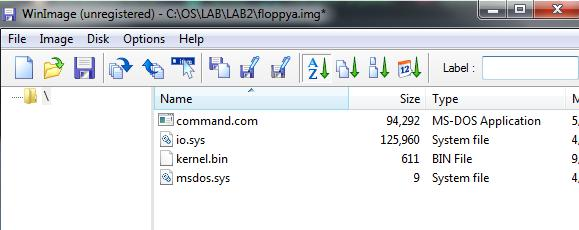 WinImage (unregistered) - C:\OS\LAB\LAB2\floppya.img*
File Image Disk Options Help
Label :
\
Name Size Type M
command.com 94,292 MS-DOS Application 5,
io.sys 125,960 System file 4,
kernel.bin 611 BIN File 9,
msdos.sys 9 System file 4,